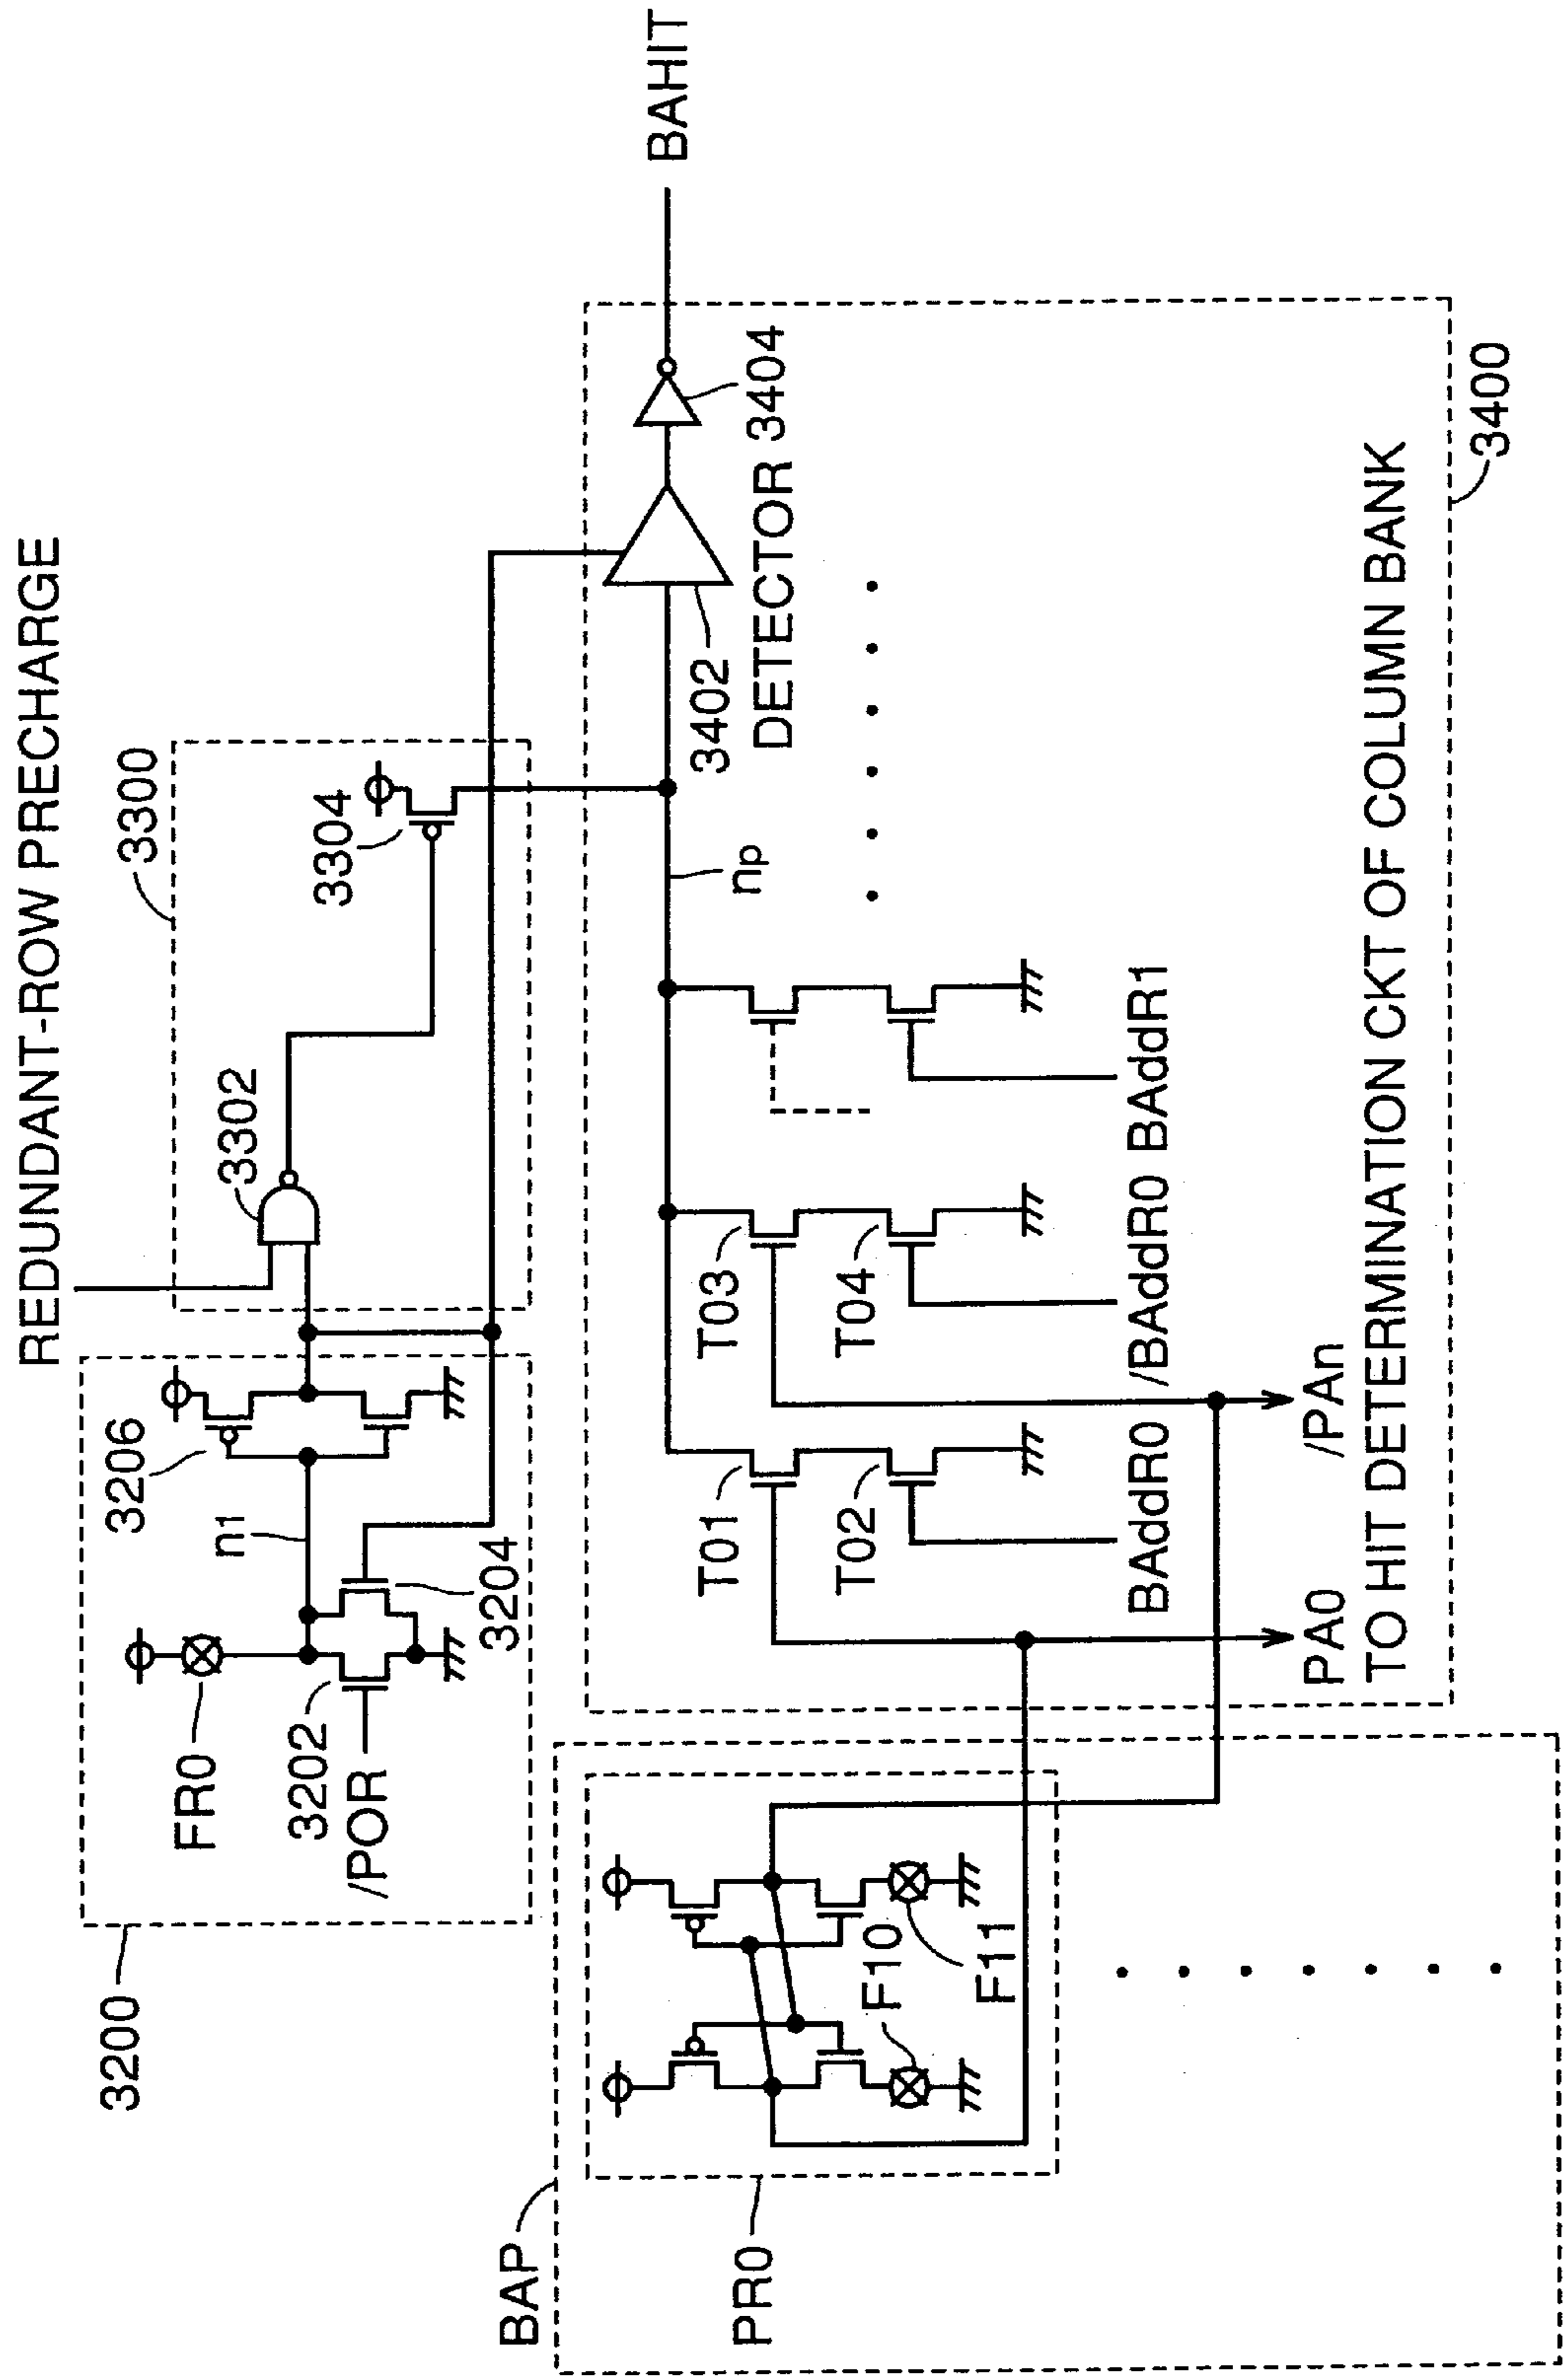 REDUNDANT-ROW PRECHARGE
3200
FR0
3202
/POR
n1
3206
3204
3300
3302
3304
BAP
PR0
F10
F11
T01
T02
T03
T04
np
BAddR0
/BAddR0
BAddR1
3402
DETECTOR
3404
BAHIT
PA0
/PAn
TO HIT DETERMINATION CKT OF COLUMN BANK
3400